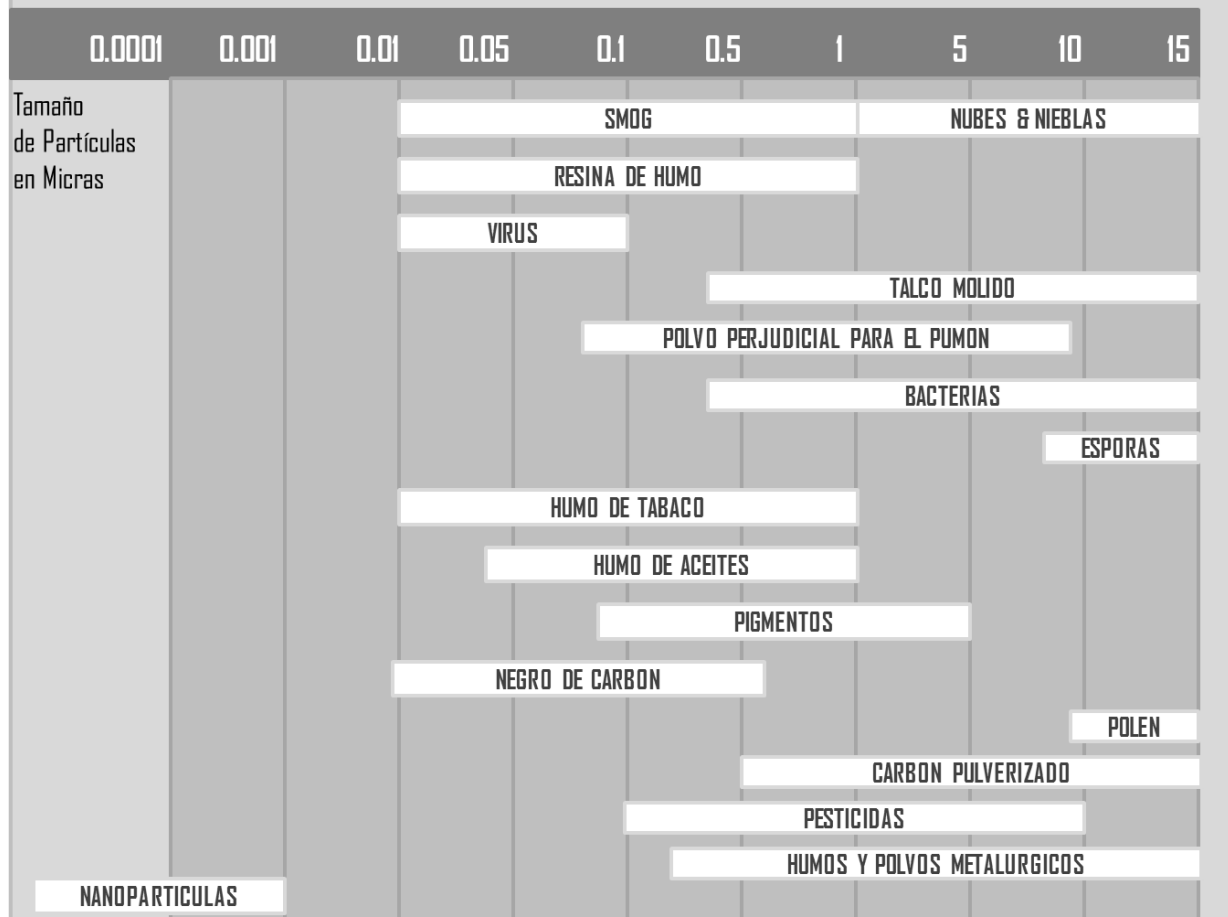 0.0001 0.001 0.01 0.05 0.1 0.5 1 5 10 15
Tamaño
de Partículas
en Micras
SMOG NUBES & NIEBLAS
RESINA DE HUMO
VIRUS
TALCO MOLIDO
POLVO PERJUDICIAL PARA EL PUMON
BACTERIAS
ESPORAS
HUMO DE TABACO
HUMO DE ACEITES
PIGMENTOS
NEGRO DE CARBON
POLEN
CARBON PULVERIZADO
PESTICIDAS
HUMOS Y POLVOS METALURGICOS
NANOPARTICULAS